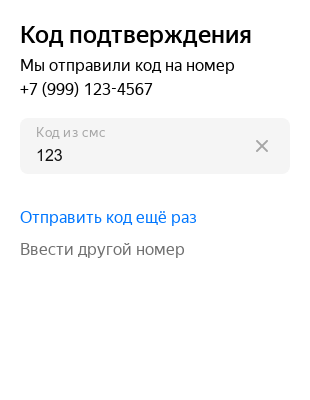 Код подтверждения
Мы отправили код на номер
+7 (999) 123-4567
Код из смс
123
Отправить код ещё раз
Ввести другой номер